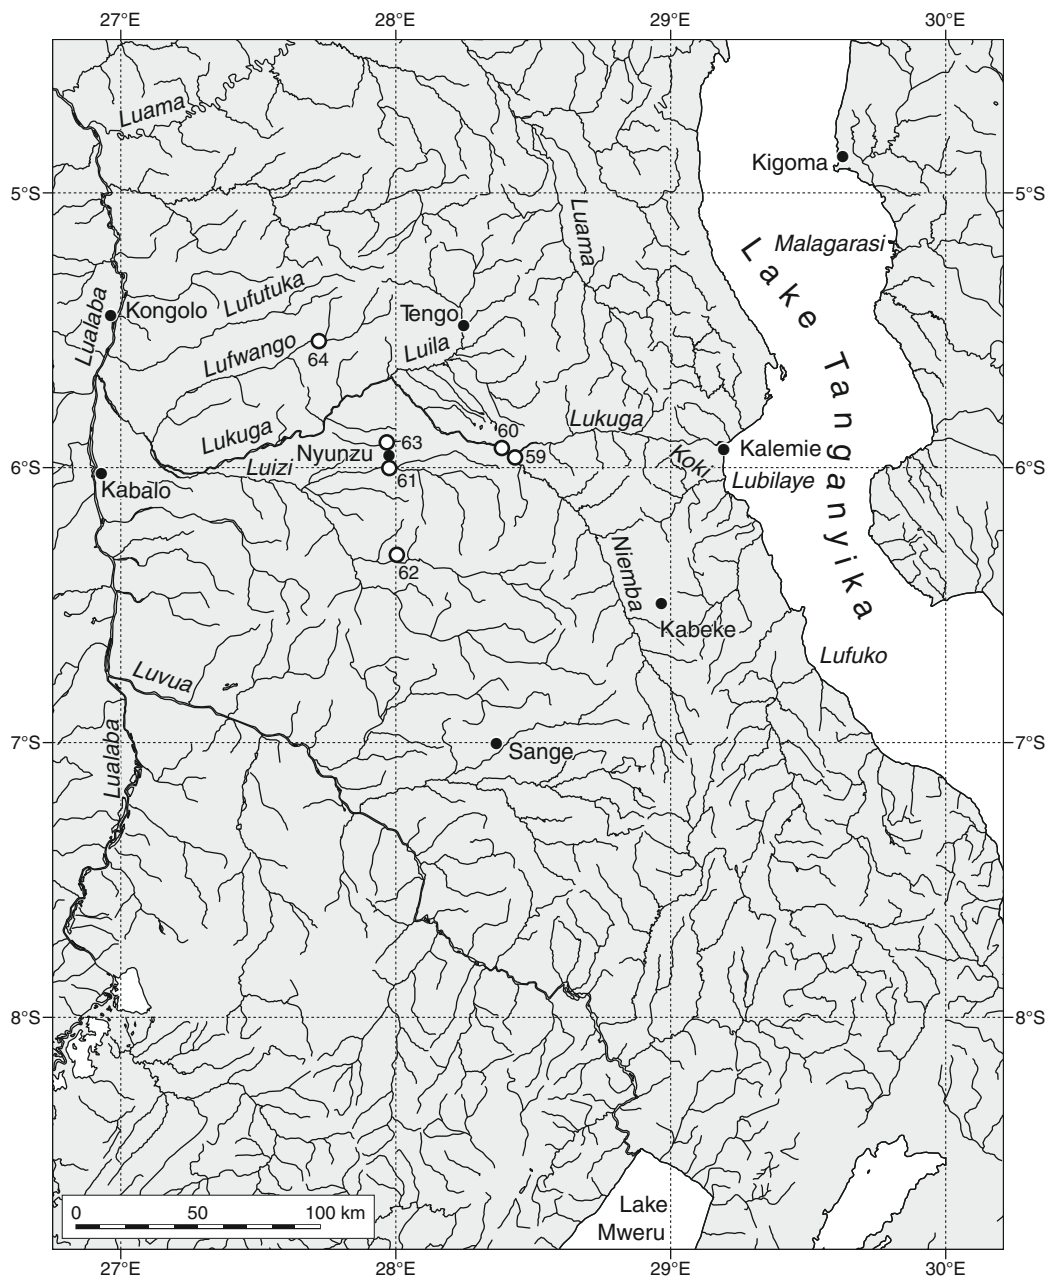 27°E 28°E 29°E 30°E
Luama
Kigoma
5°S 5°S
Luama
Malagarasi
Lake Tanganyika
Lufutuka
Kongolo
Lualaba
Tengo
Lufwango
64
Luila
Lukuga
Lukuga
60
63
Nyunzu
59
Kalemie
6°S 6°S
Luizi
61
Koki
Lubilaye
Kabalo
62
Niemba
Kabeke
Lufuko
Luvua
Lualaba
7°S 7°S
Sange
8°S 8°S
0 50 100 km
Lake
Mweru
27°E 28°E 29°E 30°E